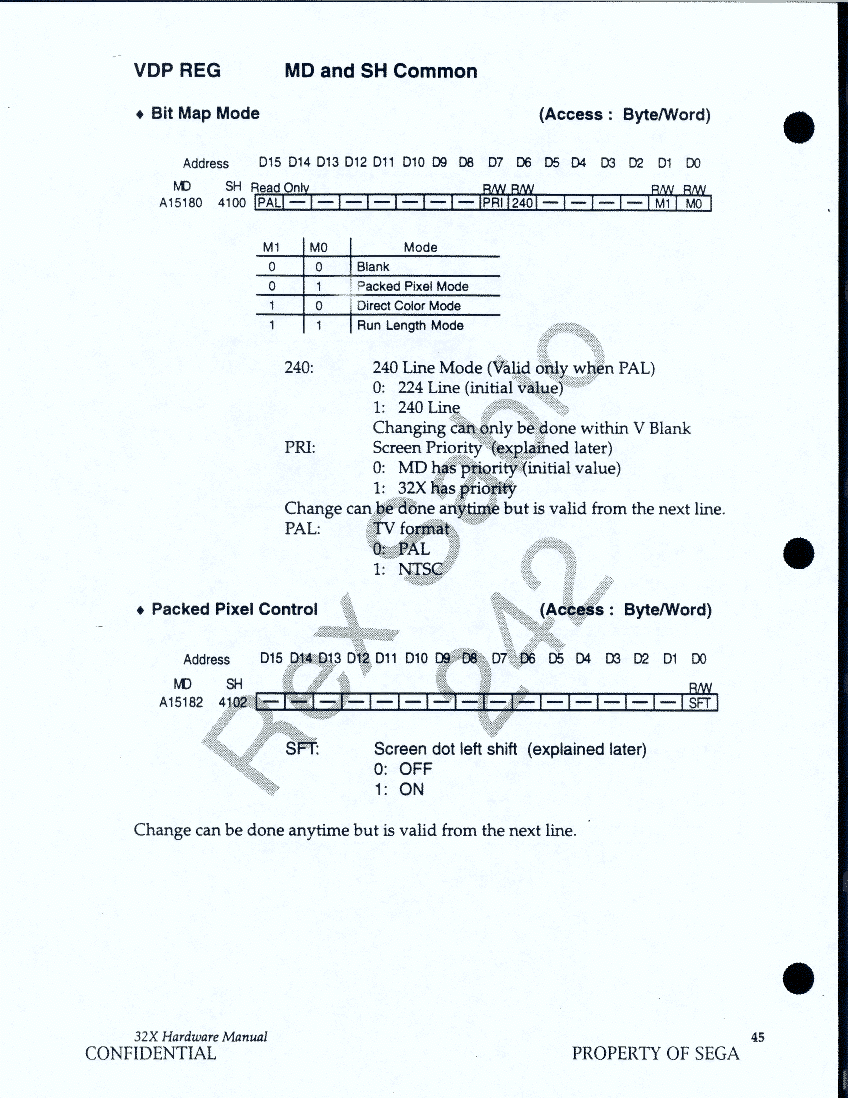 VDP REG MD and SH Common
♦ Bit Map Mode (Access : Byte/Word)
Address D15 D14 D13 D12 D11 D10 D9 D8 D7 D6 D5 D4 D3 D2 D1 D0
MD SH Read Only R/W R/W R/W R/W
A15180 4100 PAL — — — — — — — PRI 240 — — — — M1 M0
M1 M0 Mode
0 0 Blank
0 1 Packed Pixel Mode
1 0 Direct Color Mode
1 1 Run Length Mode
240: 240 Line Mode (Valid only when PAL)
0: 224 Line (initial value)
1: 240 Line
Changing can only be done within V Blank
PRI: Screen Priority (explained later)
0: MD has priority (initial value)
1: 32X has priority
Change can be done anytime but is valid from the next line.
PAL: TV format
0: PAL
1: NTSC
♦ Packed Pixel Control (Access : Byte/Word)
Address D15 D14 D13 D12 D11 D10 D9 D8 D7 D6 D5 D4 D3 D2 D1 D0
MD SH R/W
A15182 4102 — — — — — — — — — — — — — — — SFT
SFT: Screen dot left shift (explained later)
0: OFF
1: ON
Change can be done anytime but is valid from the next line.
Rex Sabio
242
32X Hardware Manual 45
CONFIDENTIAL PROPERTY OF SEGA